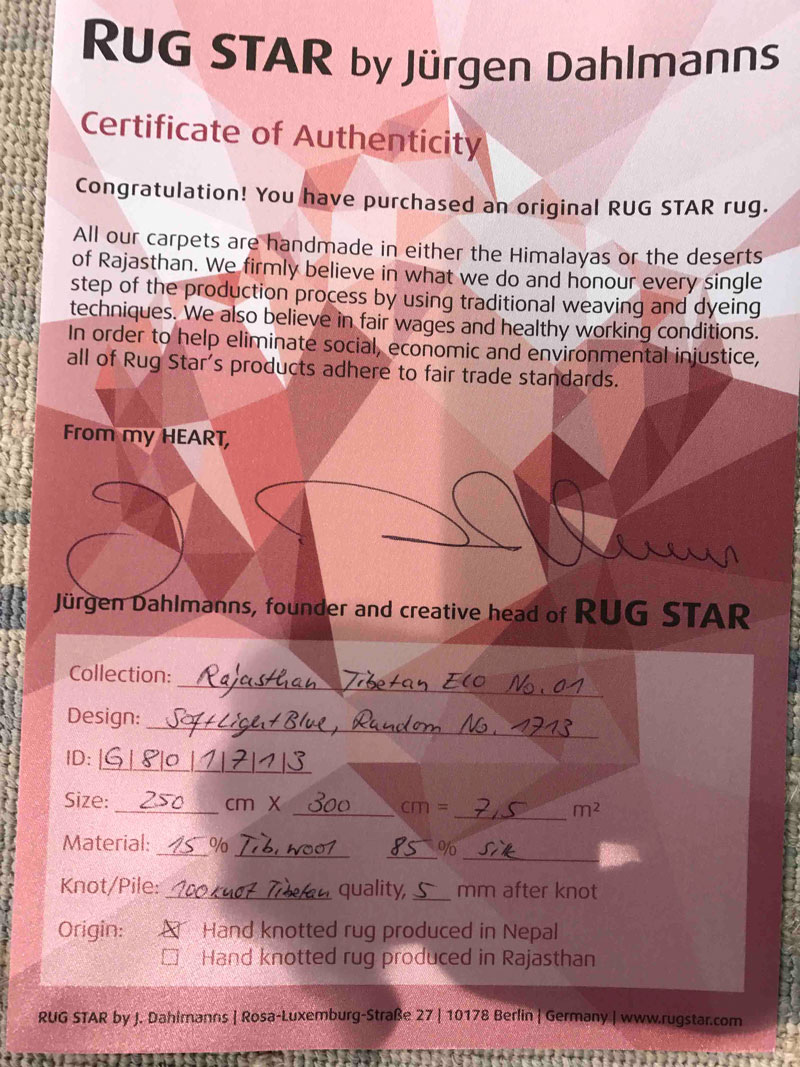 RUG STAR by Jürgen Dahlmanns
Certificate of Authenticity
Congratulation! You have purchased an original RUG STAR rug.
All our carpets are handmade in either the Himalayas or the deserts
of Rajasthan. We firmly believe in what we do and honour every single
step of the production process by using traditional weaving and dyeing
techniques. We also believe in fair wages and healthy working conditions.
In order to help eliminate social, economic and environmental injustice,
all of Rug Star's products adhere to fair trade standards.
From my HEART,
Jürgen Dahlmanns, founder and creative head of RUG STAR
Collection: Rajasthan Tibetan ECO No. 01
Design: Soft Light Blue, Random No. 1713
ID: |G|8|0|1|7|1|3
Size: 250 cm X 300 cm = 7,5 m²
Material: 15 % Tib. wool 85 % silk
Knot/Pile: 100 knot Tibetan quality, 5 mm after knot
Origin: ☒ Hand knotted rug produced in Nepal
☐ Hand knotted rug produced in Rajasthan
RUG STAR by J. Dahlmanns | Rosa-Luxemburg-Straße 27 | 10178 Berlin | Germany | www.rugstar.com